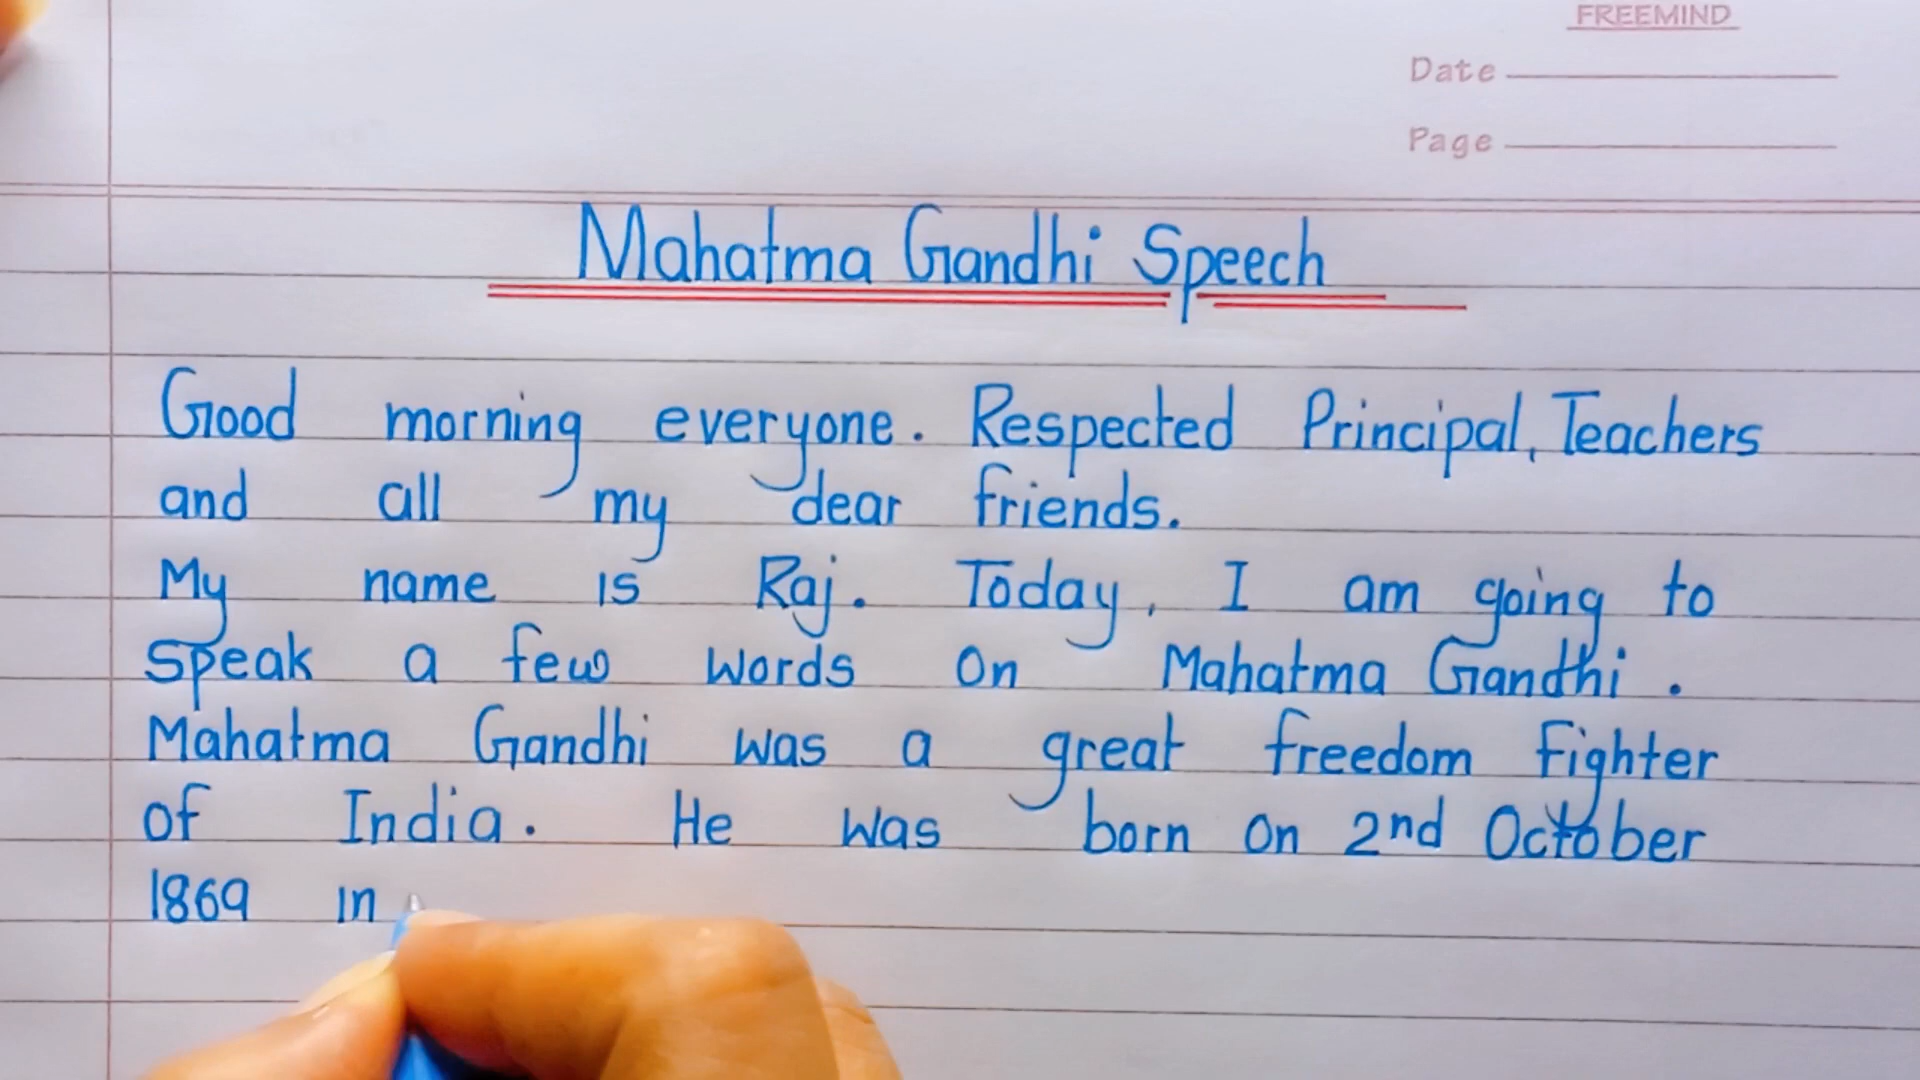 FREEMIND
Date
Page
Mahatma Gandhi Speech
Good morning everyone. Respected Principal, Teachers
and all my dear friends.
My name is Raj. Today, I am going to
speak a few words on Mahatma Gandhi.
Mahatma Gandhi was a great freedom fighter
of India. He was born on 2nd October
1869 in